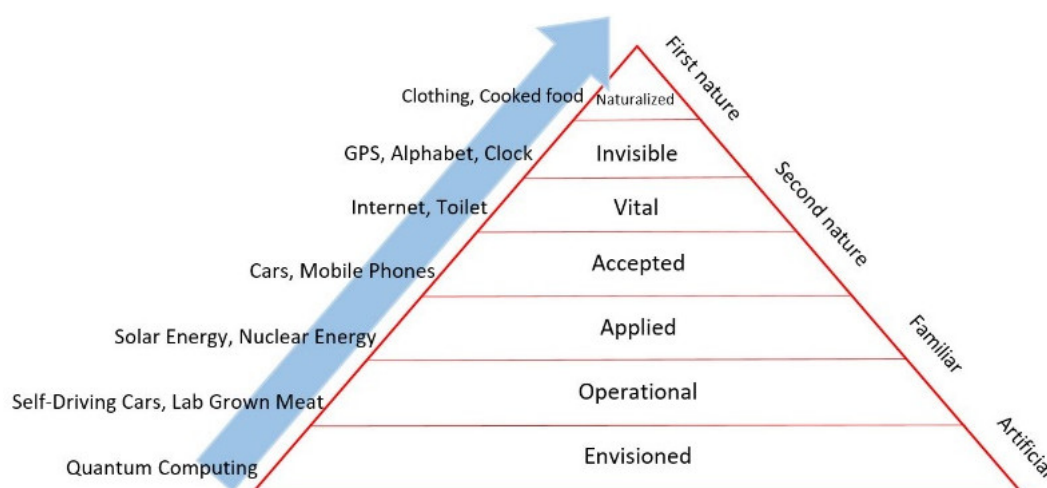 First nature
Clothing, Cooked food
Naturalized
GPS, Alphabet, Clock
Invisible
Second nature
Internet, Toilet
Vital
Cars, Mobile Phones
Accepted
Solar Energy, Nuclear Energy
Applied
Familiar
Self-Driving Cars, Lab Grown Meat
Operational
Artificial
Quantum Computing
Envisioned